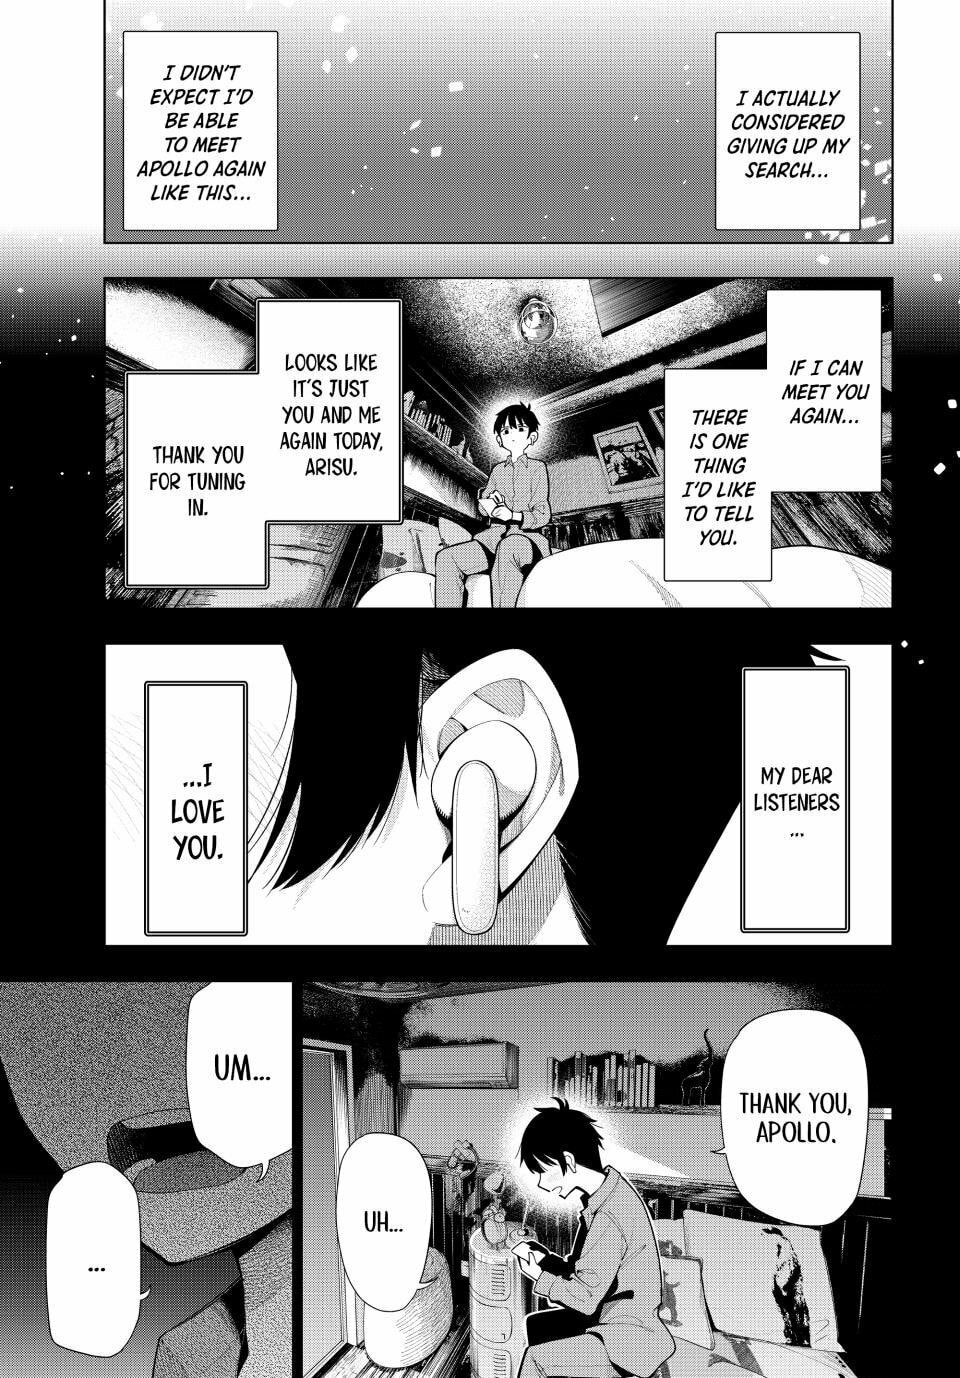 I ACTUALLY
CONSIDERED
GIVING UP MY
SEARCH...
I DIDN'T
EXPECT I'D
BE ABLE
TO MEET
APOLLO AGAIN
LIKE THIS...
IF I CAN
MEET YOU
AGAIN...
THERE
IS ONE
THING
I'D LIKE
TO TELL
YOU.
LOOKS LIKE
IT'S JUST
YOU AND ME
AGAIN TODAY,
ARISU.
THANK YOU
FOR TUNING
IN.
MY DEAR
LISTENERS
...
...I
LOVE
YOU.
THANK YOU,
APOLLO.
UH...
UM...
...